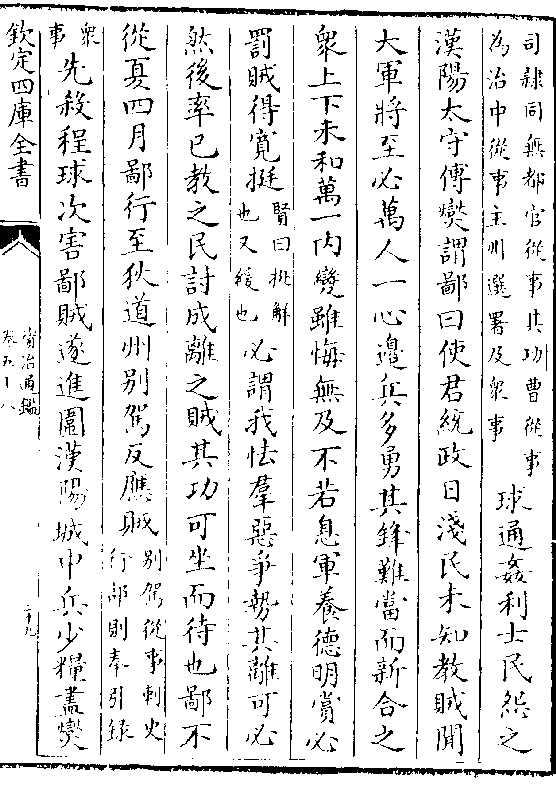 司隸同無都官從事其功曹從事
為治中從事主州選署及衆事
球通姦利士民怨之
漢陽太守傅燮謂鄙曰使君統政日淺民未知教賊聞
大軍將至必萬人一心邊兵多勇其鋒難當而新合之
衆上下未和萬一内變雖悔無及不若息軍養德明賞必
罰賊得寛挺
賢曰挺解
也又緩也
必謂我怯羣惡爭勢其離可必
然後率已教之民討成離之賊其功可坐而待也鄙不
從夏四月鄙行至狄道州别駕反應賊
别駕從事刺史
行部則奉引録
衆
事
先殺程球次害鄙賊遂進圍漢陽城中兵少糧盡燮
欽定四庫全書
資治通鑑
卷五十八
二十九